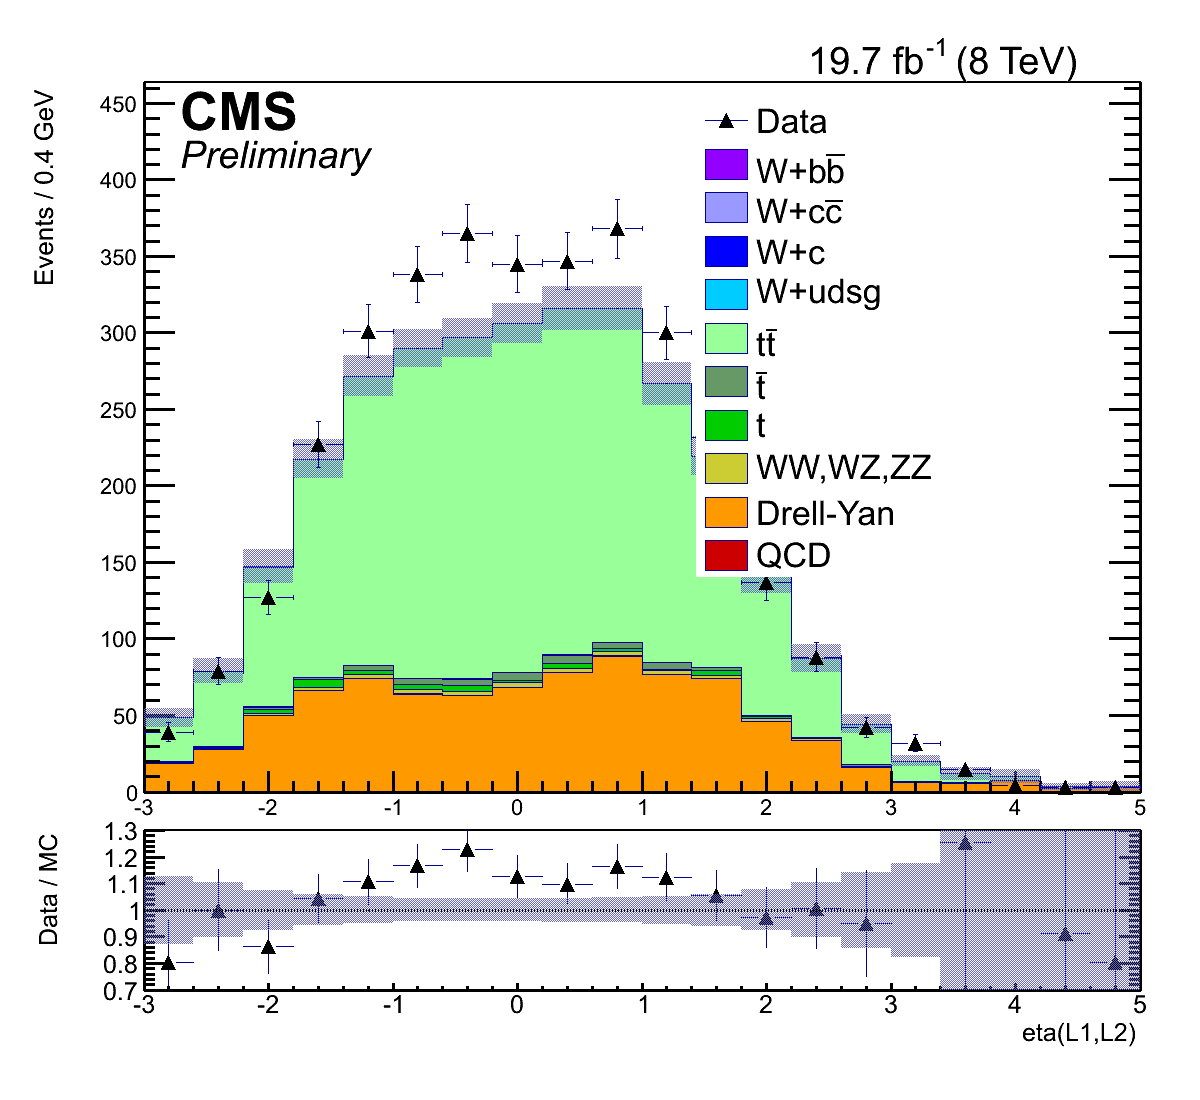 19.7 fb⁻¹ (8 TeV)
CMS
Preliminary
Events / 0.4 GeV
450
400
350
300
250
200
150
100
50
0
Data
W+bb̅
W+cc̅
W+c
W+udsg
tt̅
t̅
t
WW,WZ,ZZ
Drell-Yan
QCD
-3 -2 -1 0 1 2 3 4 5
Data / MC
1.3
1.2
1.1
1
0.9
0.8
0.7
-3 -2 -1 0 1 2 3 4 5
eta(L1,L2)